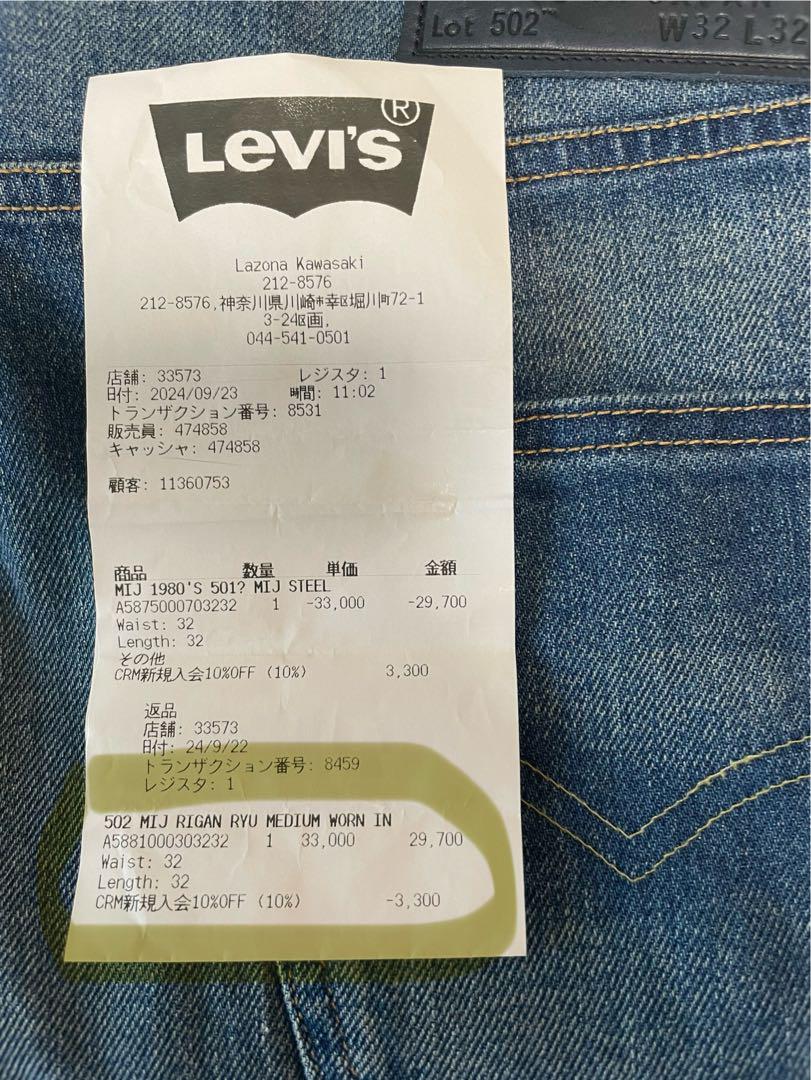 Lot 502™ W32 L32
LEVI'S®
Lazona Kawasaki
212-8576
212-8576,神奈川県川崎市幸区堀川町72-1
3-24区画,
044-541-0501
店舗: 33573 レジスタ: 1
日付: 2024/09/23 時間: 11:02
トランザクション番号: 8531
販売員: 474858
キャッシャ: 474858
顧客: 11360753
商品 数量 単価 金額
MIJ 1980'S 501? MIJ STEEL
A5875000703232 1 -33,000 -29,700
Waist: 32
Length: 32
その他
CRM新規入会10%OFF (10%) 3,300
返品
店舗: 33573
日付: 24/9/22
トランザクション番号: 8459
レジスタ: 1
502 MIJ RIGAN RYU MEDIUM WORN IN
A5881000303232 1 33,000 29,700
Waist: 32
Length: 32
CRM新規入会10%OFF (10%) -3,300